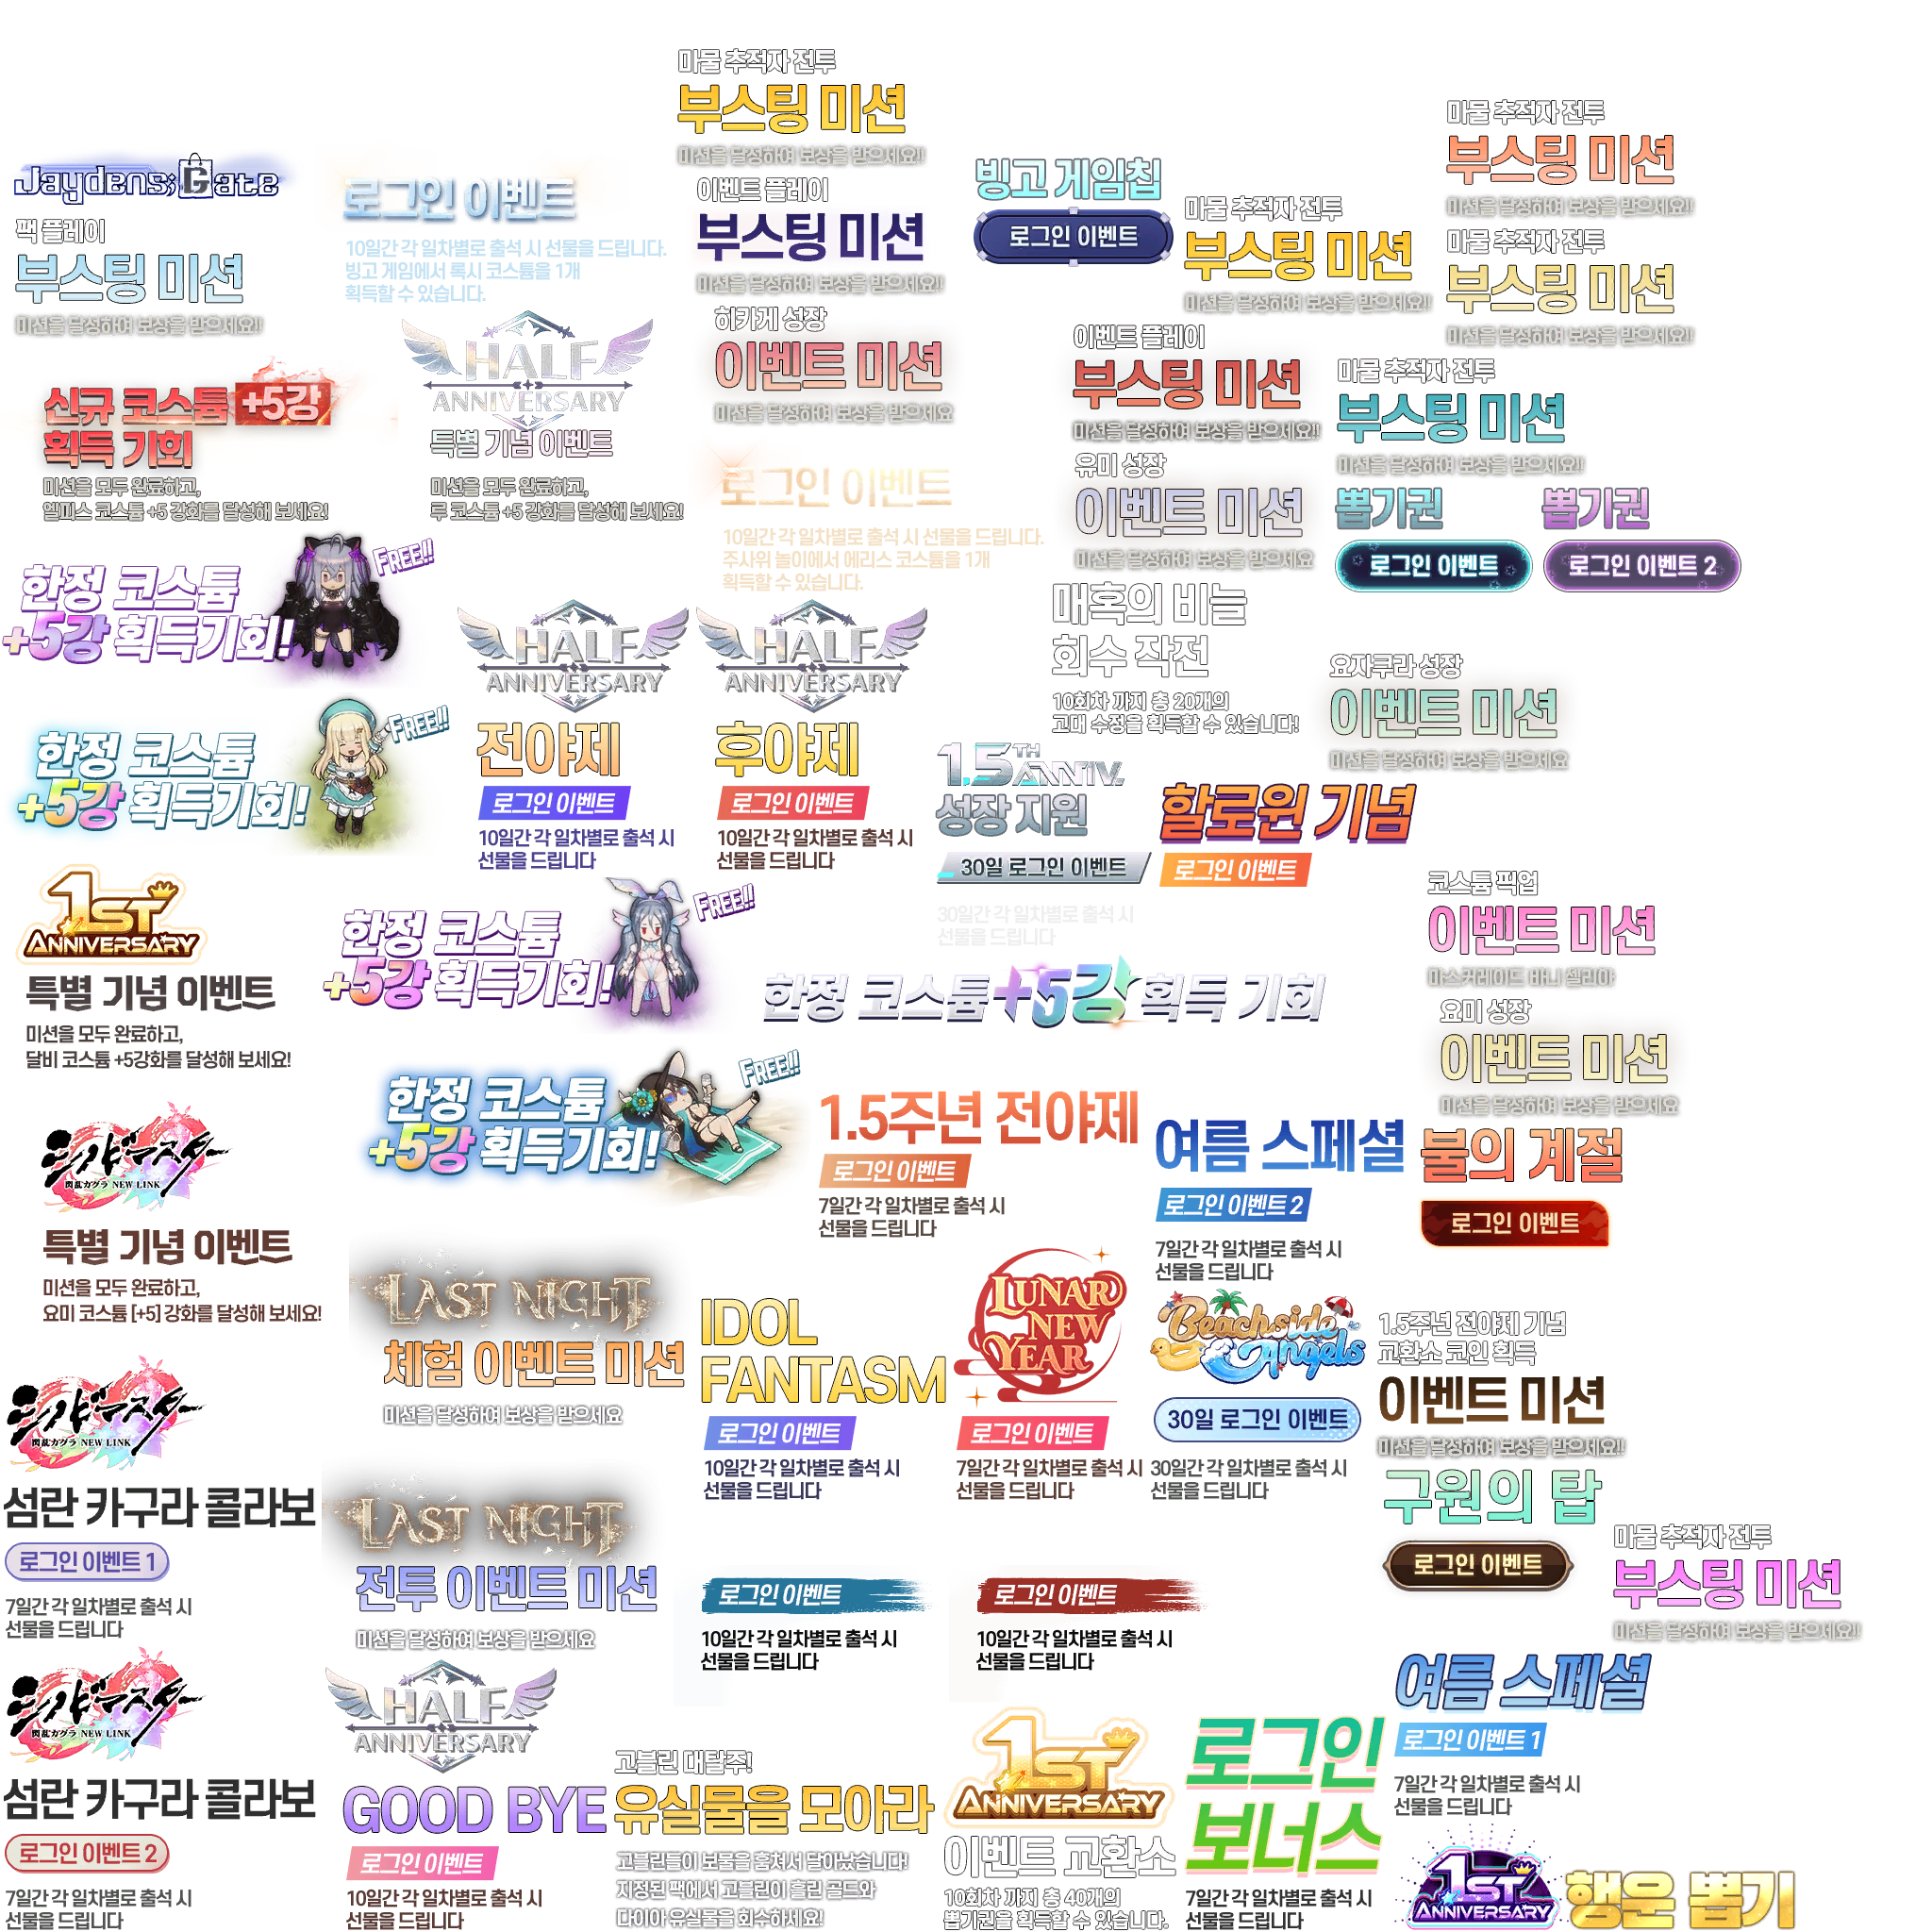 마물 추적자 전투
부스팅 미션
미션을 달성하여 보상을 받으세요!!
Jaydens;Gate
팩 플레이
부스팅 미션
미션을 달성하여 보상을 받으세요!!
로그인 이벤트
10일간 각 일차별로 출석 시 선물을 드립니다.
빙고 게임에서 록시 코스튬을 1개
획득할 수 있습니다.
이벤트 플레이
부스팅 미션
미션을 달성하여 보상을 받으세요!!
빙고 게임칩
로그인 이벤트
마물 추적자 전투
부스팅 미션
미션을 달성하여 보상을 받으세요!!
마물 추적자 전투
부스팅 미션
미션을 달성하여 보상을 받으세요!!
마물 추적자 전투
부스팅 미션
미션을 달성하여 보상을 받으세요!!
신규 코스튬 +5강
획득 기회
미션을 모두 완료하고,
엘피스 코스튬 +5 강화를 달성해 보세요!
HALF
ANNIVERSARY
특별 기념 이벤트
미션을 모두 완료하고,
루 코스튬 +5 강화를 달성해 보세요!
히카게 성장
이벤트 미션
미션을 달성하여 보상을 받으세요
이벤트 플레이
부스팅 미션
미션을 달성하여 보상을 받으세요!!
마물 추적자 전투
부스팅 미션
미션을 달성하여 보상을 받으세요!!
로그인 이벤트
10일간 각 일차별로 출석 시 선물을 드립니다.
주사위 놀이에서 에리스 코스튬을 1개
획득할 수 있습니다.
유미 성장
이벤트 미션
미션을 달성하여 보상을 받으세요
뽑기권
로그인 이벤트
뽑기권
로그인 이벤트 2
한정 코스튬
+5강 획득기회!
FREE!!
한정 코스튬
+5강 획득기회!
FREE!!
HALF
ANNIVERSARY
전야제
로그인 이벤트
10일간 각 일차별로 출석 시
선물을 드립니다
HALF
ANNIVERSARY
후야제
로그인 이벤트
10일간 각 일차별로 출석 시
선물을 드립니다
매혹의 비늘
회수 작전
10회차 까지 총 20개의
고대 수정을 획득할 수 있습니다!
요자쿠라 성장
이벤트 미션
미션을 달성하여 보상을 받으세요
1.5TH
ANNIV.
성장 지원
30일 로그인 이벤트
30일간 각 일차별로 출석 시
선물을 드립니다
할로윈 기념
로그인 이벤트
1ST
ANNIVERSARY
특별 기념 이벤트
미션을 모두 완료하고,
달비 코스튬 +5강화를 달성해 보세요!
한정 코스튬
+5강 획득기회!
FREE!!
한정 코스튬+5강획득 기회
코스튬 픽업
이벤트 미션
마스커레이드 버니 셀리아
요미 성장
이벤트 미션
미션을 달성하여 보상을 받으세요
한정 코스튬
+5강 획득기회!
FREE!!
1.5주년 전야제
로그인 이벤트
7일간 각 일차별로 출석 시
선물을 드립니다
여름 스페셜
로그인 이벤트 2
7일간 각 일차별로 출석 시
선물을 드립니다
불의 계절
로그인 이벤트
シノビマスター
閃乱カグラ NEW LINK
특별 기념 이벤트
미션을 모두 완료하고,
요미 코스튬 [+5] 강화를 달성해 보세요!
LAST NIGHT
체험 이벤트 미션
미션을 달성하여 보상을 받으세요
IDOL
FANTASM
로그인 이벤트
10일간 각 일차별로 출석 시
선물을 드립니다
LUNAR
NEW
YEAR
로그인 이벤트
7일간 각 일차별로 출석 시
선물을 드립니다
Beachside
Angels
30일 로그인 이벤트
30일간 각 일차별로 출석 시
선물을 드립니다
1.5주년 전야제 기념
교환소 코인 획득
이벤트 미션
미션을 달성하여 보상을 받으세요!!
シノビマスター
閃乱カグラ NEW LINK
섬란 카구라 콜라보
로그인 이벤트 1
7일간 각 일차별로 출석 시
선물을 드립니다
LAST NIGHT
전투 이벤트 미션
미션을 달성하여 보상을 받으세요
로그인 이벤트
10일간 각 일차별로 출석 시
선물을 드립니다
로그인 이벤트
10일간 각 일차별로 출석 시
선물을 드립니다
구원의 탑
로그인 이벤트
마물 추적자 전투
부스팅 미션
미션을 달성하여 보상을 받으세요!!
シノビマスター
閃乱カグラ NEW LINK
섬란 카구라 콜라보
로그인 이벤트 2
7일간 각 일차별로 출석 시
선물을 드립니다
HALF
ANNIVERSARY
GOOD BYE
로그인 이벤트
10일간 각 일차별로 출석 시
선물을 드립니다
고블린 대탈주!
유실물을 모아라
고블린들이 보물을 훔쳐서 달아났습니다!
지정된 팩에서 고블린이 흘린 골드와
다이아 유실물을 회수하세요!
1ST
ANNIVERSARY
이벤트 교환소
10회차 까지 총 40개의
뽑기권을 획득할 수 있습니다.
로그인
보너스
7일간 각 일차별로 출석 시
선물을 드립니다
여름 스페셜
로그인 이벤트 1
7일간 각 일차별로 출석 시
선물을 드립니다
1ST
ANNIVERSARY
행운 뽑기